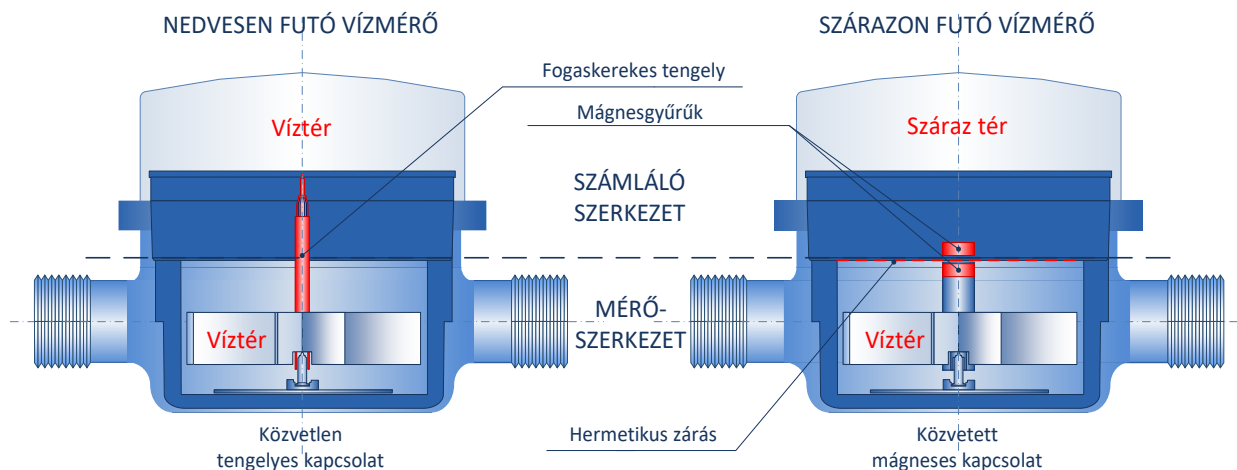 NEDVESEN FUTÓ VÍZMÉRŐ
SZÁRAZON FUTÓ VÍZMÉRŐ
Fogaskerekes tengely
Mágnesgyűrűk
Víztér
Száraz tér
SZÁMLÁLÓ
SZERKEZET
MÉRŐ-
SZERKEZET
Víztér
Víztér
Hermetikus zárás
Közvetlen
tengelyes kapcsolat
Közvetett
mágneses kapcsolat